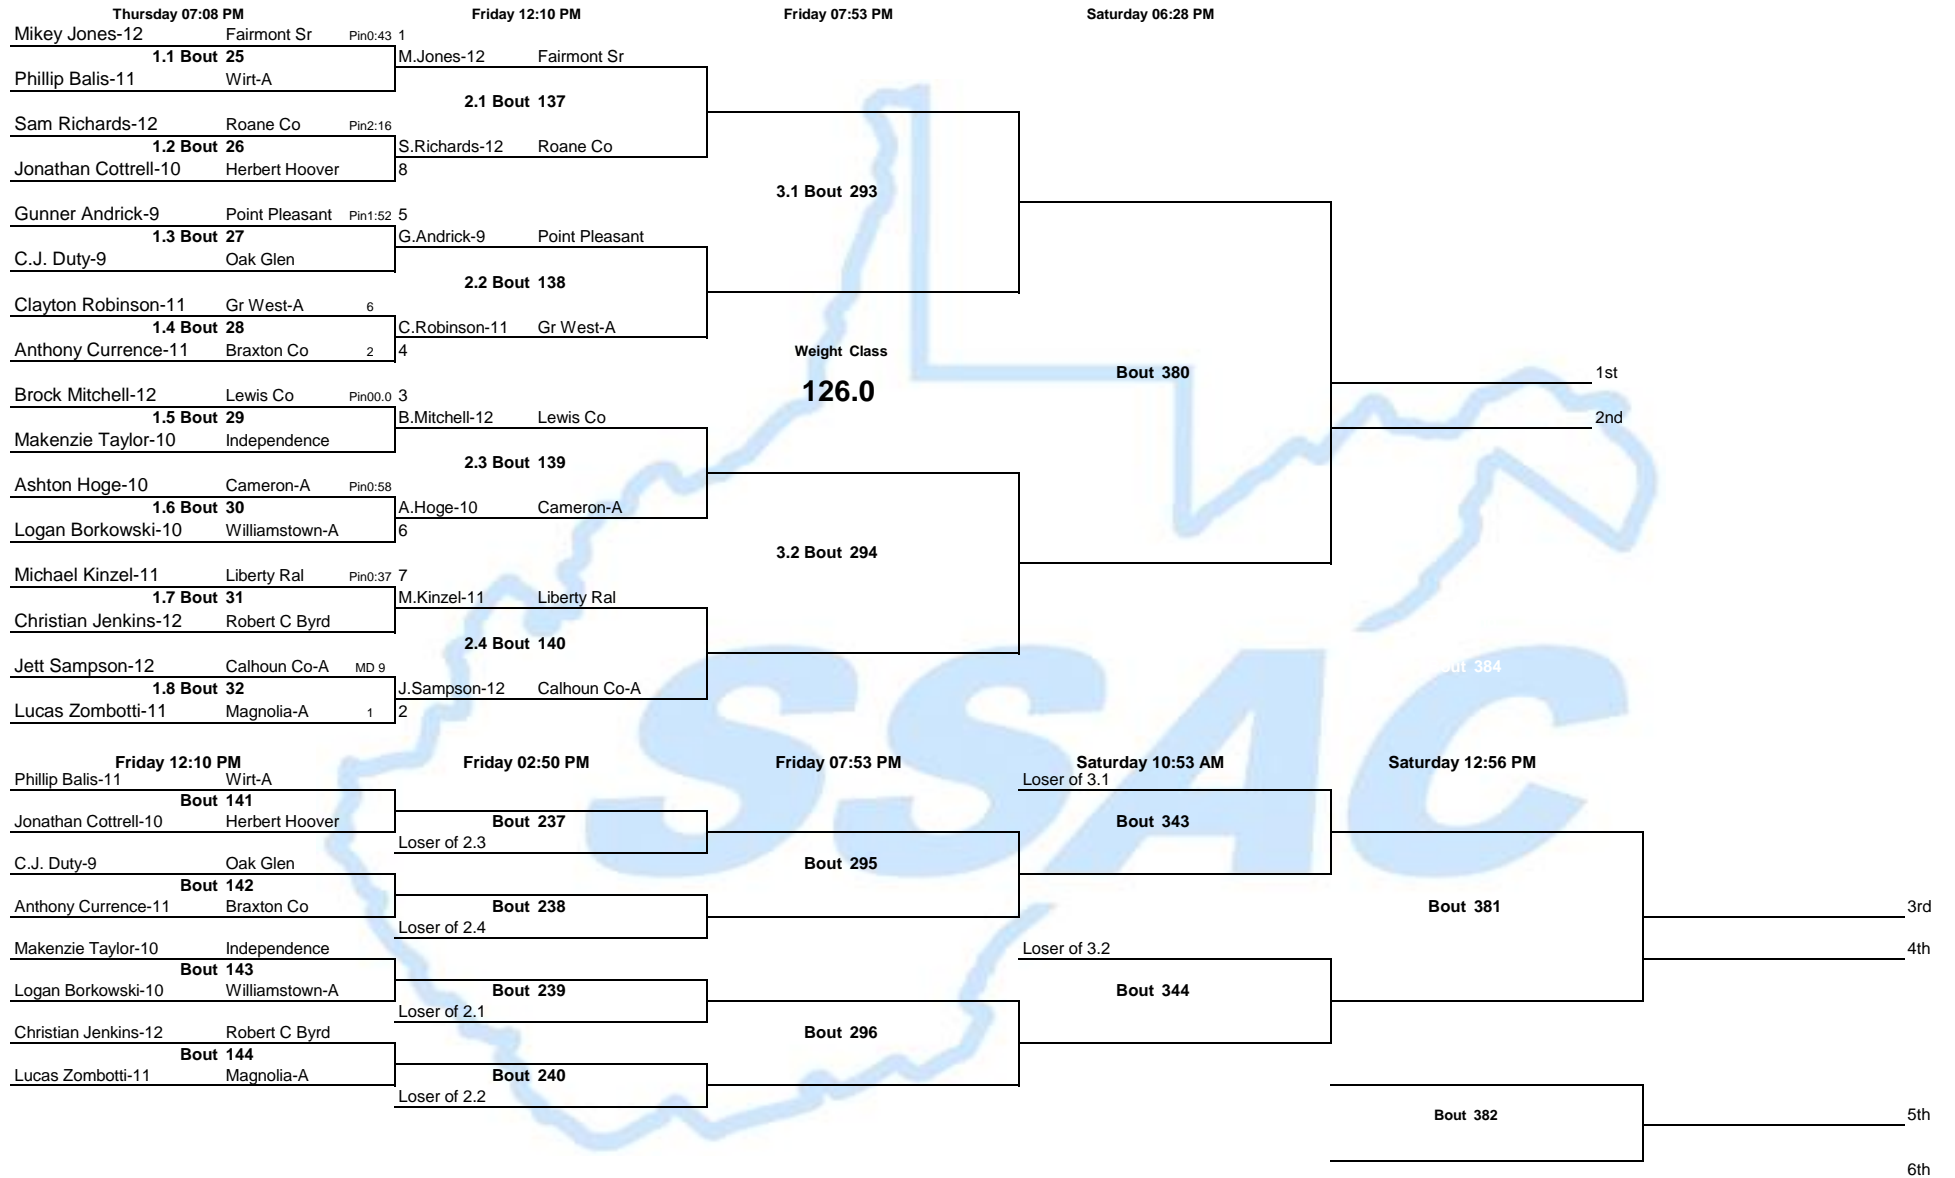 Thursday 07:08 PM Friday 12:10 PM Friday 07:53 PM Saturday 06:28 PM
Mikey Jones-12 Fairmont Sr Pin0:43 1
1.1 Bout 25 M.Jones-12 Fairmont Sr
Phillip Balis-11 Wirt-A
2.1 Bout 137
Sam Richards-12 Roane Co Pin2:16
1.2 Bout 26 S.Richards-12 Roane Co
Jonathan Cottrell-10 Herbert Hoover 8
3.1 Bout 293
Gunner Andrick-9 Point Pleasant Pin1:52 5
1.3 Bout 27 G.Andrick-9 Point Pleasant
C.J. Duty-9 Oak Glen
2.2 Bout 138
Clayton Robinson-11 Gr West-A 6
1.4 Bout 28 C.Robinson-11 Gr West-A
Anthony Currence-11 Braxton Co 2 4 Weight Class
Bout 380 1st
Brock Mitchell-12 Lewis Co Pin00.0 3 126.0
1.5 Bout 29 B.Mitchell-12 Lewis Co 2nd
Makenzie Taylor-10 Independence
2.3 Bout 139
Ashton Hoge-10 Cameron-A Pin0:58
1.6 Bout 30 A.Hoge-10 Cameron-A
Logan Borkowski-10 Williamstown-A 6
3.2 Bout 294
Michael Kinzel-11 Liberty Ral Pin0:37 7
1.7 Bout 31 M.Kinzel-11 Liberty Ral
Christian Jenkins-12 Robert C Byrd
2.4 Bout 140
Jett Sampson-12 Calhoun Co-A MD 9 Bout 384
1.8 Bout 32 J.Sampson-12 Calhoun Co-A
Lucas Zombotti-11 Magnolia-A 1 2
SSAC
Friday 12:10 PM Friday 02:50 PM Friday 07:53 PM Saturday 10:53 AM Saturday 12:56 PM
Phillip Balis-11 Wirt-A Loser of 3.1
Bout 141
Jonathan Cottrell-10 Herbert Hoover Bout 237 Bout 343
Loser of 2.3
C.J. Duty-9 Oak Glen Bout 295
Bout 142
Anthony Currence-11 Braxton Co Bout 238 Bout 381 3rd
Loser of 2.4
Makenzie Taylor-10 Independence Loser of 3.2 4th
Bout 143
Logan Borkowski-10 Williamstown-A Bout 239 Bout 344
Loser of 2.1
Christian Jenkins-12 Robert C Byrd Bout 296
Bout 144
Lucas Zombotti-11 Magnolia-A Bout 240
Loser of 2.2
Bout 382 5th
6th